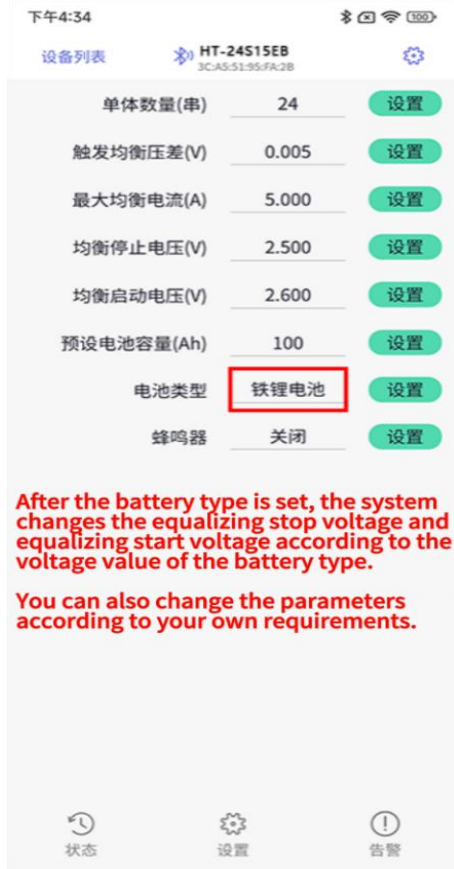 下午4:34
100
设备列表
HT-24S15EB
3C:A5:51:95:FA:2B
单体数量(串) 24 设置
触发均衡压差(V) 0.005 设置
最大均衡电流(A) 5.000 设置
均衡停止电压(V) 2.500 设置
均衡启动电压(V) 2.600 设置
预设电池容量(Ah) 100 设置
电池类型 铁锂电池 设置
蜂鸣器 关闭 设置
After the battery type is set, the system
changes the equalizing stop voltage and
equalizing start voltage according to the
voltage value of the battery type.
You can also change the parameters
according to your own requirements.
状态 设置 告警